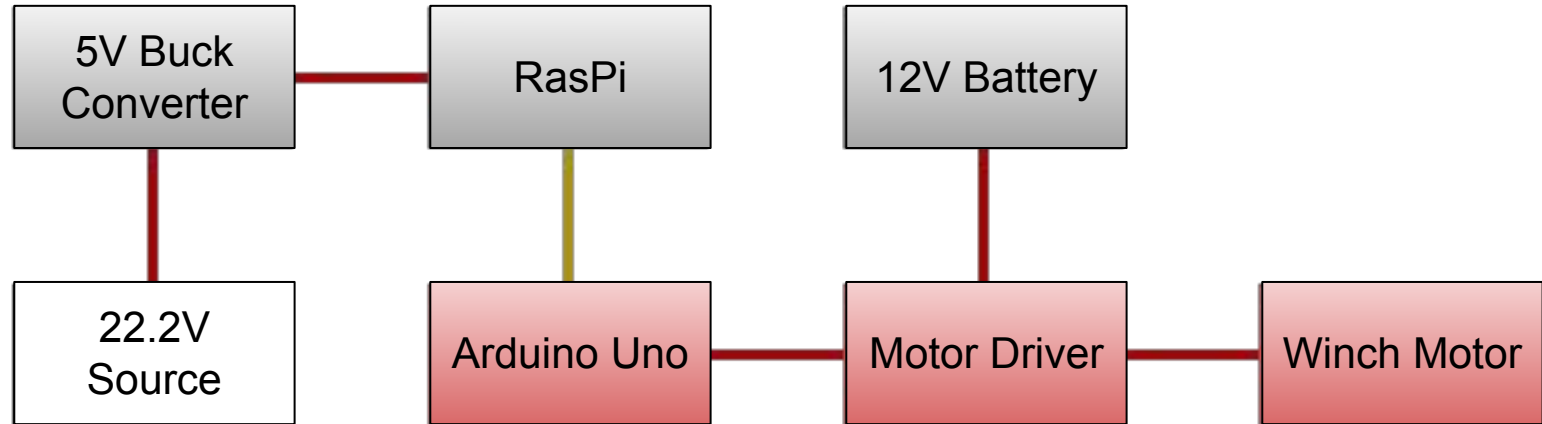 5V Buck
Converter
RasPi
12V Battery
22.2V
Source
Arduino Uno
Motor Driver
Winch Motor